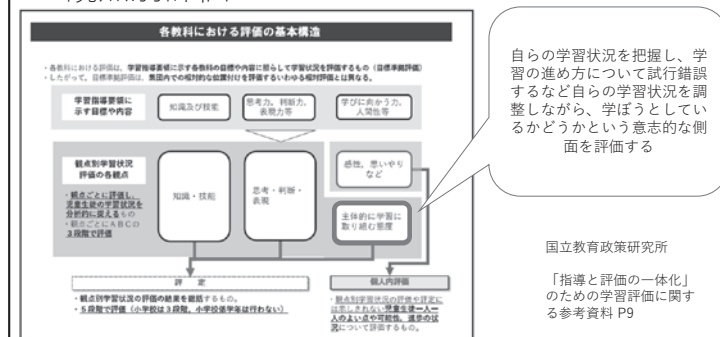 各教科における評価の基本構造
・各教科における評価は、学習指導要領に示す各教科の目標や内容に照らして学習状況を評価するもの（目標準拠評価）
・したがって、目標準拠評価は、集団内での相対的な位置付けを評価するいわゆる相対評価とは異なる。
学習指導要領に
示す目標や内容
知識及び技能
思考力、判断力、
表現力等
学びに向かう力、
人間性等
観点別学習状況
評価の各観点
・観点ごとに評価し、
児童生徒の学習状況を
分析的に捉えるもの
・観点ごとにＡＢＣの
３段階で評価
知識・技能
思考・判断・
表現
感性、思いやり
など
主体的に学習に
取り組む態度
評 定
・観点別学習状況の評価の結果を総括するもの。
・５段階で評価（小学校は３段階。小学校低学年は行わない）
個人内評価
・観点別学習状況の評価や評定に
は示しきれない児童生徒一人一
人のよい点や可能性、進歩の状
況について評価するもの。
自らの学習状況を把握し、学
習の進め方について試行錯誤
するなど自らの学習状況を調
整しながら、学ぼうとしてい
るかどうかという意志的な側
面を評価する
国立教育政策研究所
「指導と評価の一体化」
のための学習評価に関す
る参考資料 P9